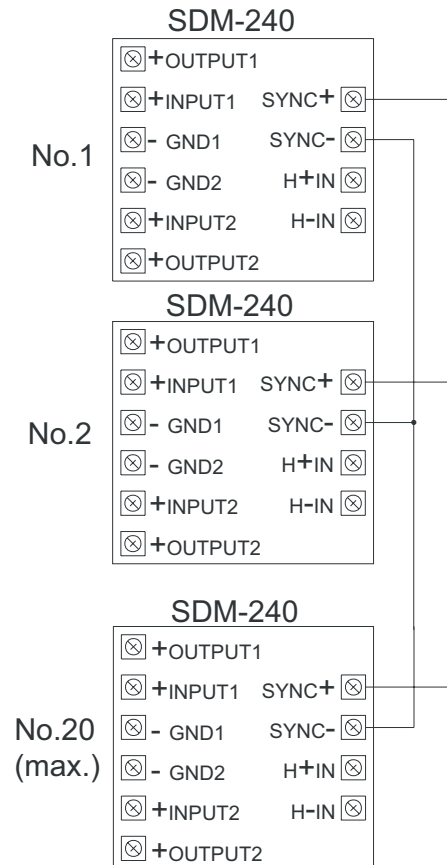 SDM-240
+OUTPUT1
+INPUT1 SYNC+
- GND1 SYNC-
No.1
- GND2 H+IN
+INPUT2 H-IN
+OUTPUT2
SDM-240
+OUTPUT1
+INPUT1 SYNC+
- GND1 SYNC-
No.2
- GND2 H+IN
+INPUT2 H-IN
+OUTPUT2
SDM-240
+OUTPUT1
+INPUT1 SYNC+
No.20
(max.)
- GND1 SYNC-
- GND2 H+IN
+INPUT2 H-IN
+OUTPUT2